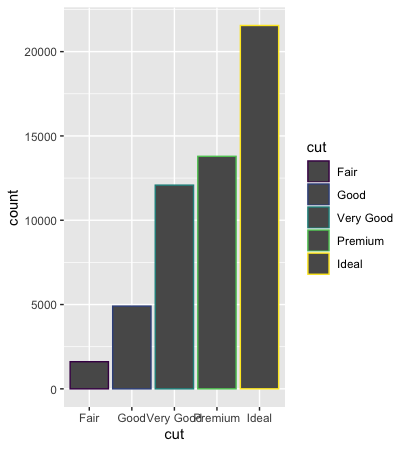 20000
15000
10000
5000
0
count
Fair Good Very Good Premium Ideal
cut
cut
Fair
Good
Very Good
Premium
Ideal